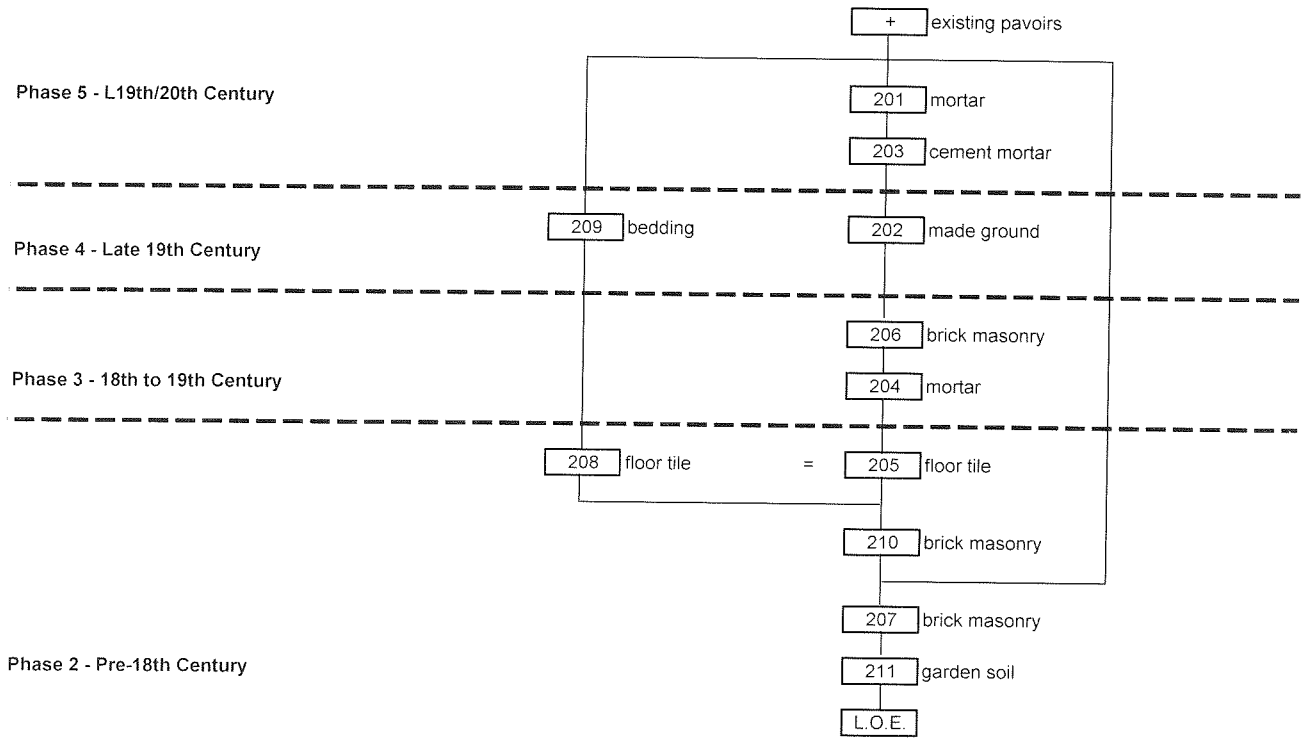 + existing pavoirs
Phase 5 - L19th/20th Century
201 mortar
203 cement mortar
209 bedding
202 made ground
Phase 4 - Late 19th Century
206 brick masonry
Phase 3 - 18th to 19th Century
204 mortar
208 floor tile = 205 floor tile
210 brick masonry
207 brick masonry
Phase 2 - Pre-18th Century
211 garden soil
L.O.E.